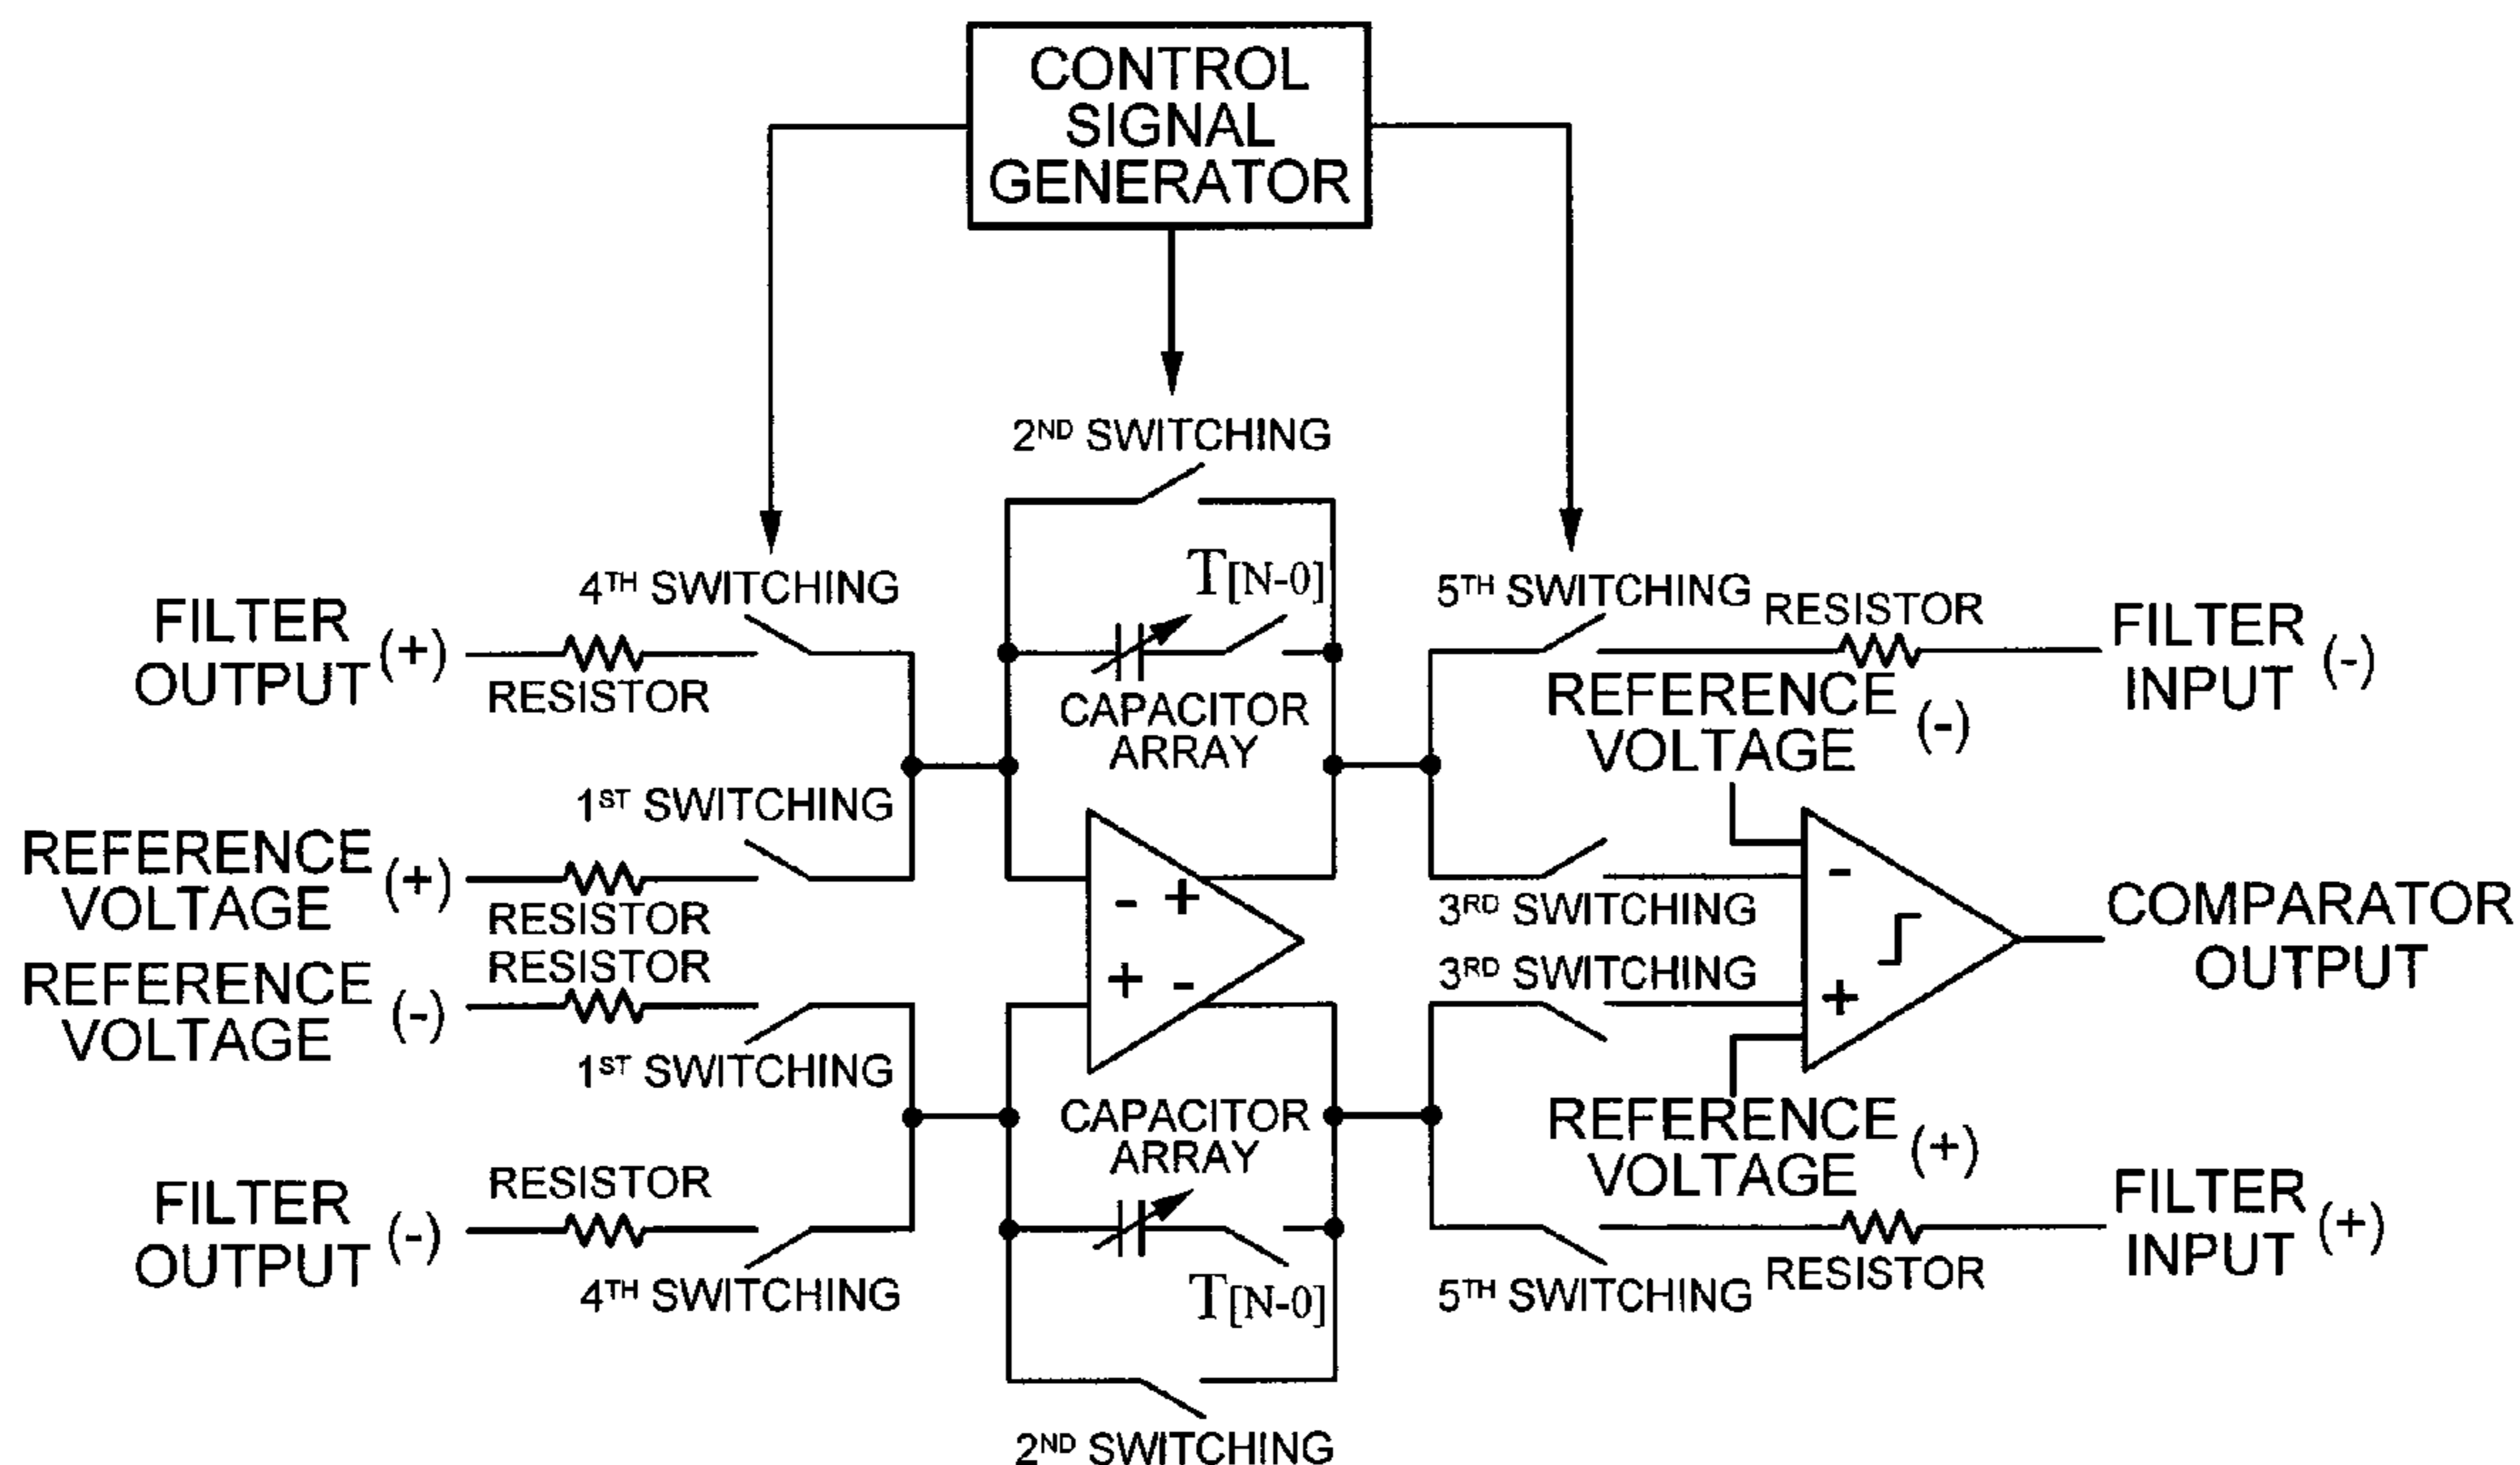 CONTROL
SIGNAL
GENERATOR
2ND SWITCHING
T[N-0]
4TH SWITCHING
5TH SWITCHING
RESISTOR
FILTER
OUTPUT (+)
RESISTOR
CAPACITOR
ARRAY
FILTER
INPUT (-)
REFERENCE
VOLTAGE (-)
1ST SWITCHING
REFERENCE
VOLTAGE (+)
RESISTOR
- +
-
3RD SWITCHING
COMPARATOR
OUTPUT
REFERENCE
VOLTAGE (-)
RESISTOR
+ -
3RD SWITCHING
+
1ST SWITCHING
CAPACITOR
ARRAY
REFERENCE
VOLTAGE (+)
FILTER
OUTPUT (-)
RESISTOR
4TH SWITCHING
T[N-0]
5TH SWITCHING
RESISTOR
FILTER
INPUT (+)
2ND SWITCHING